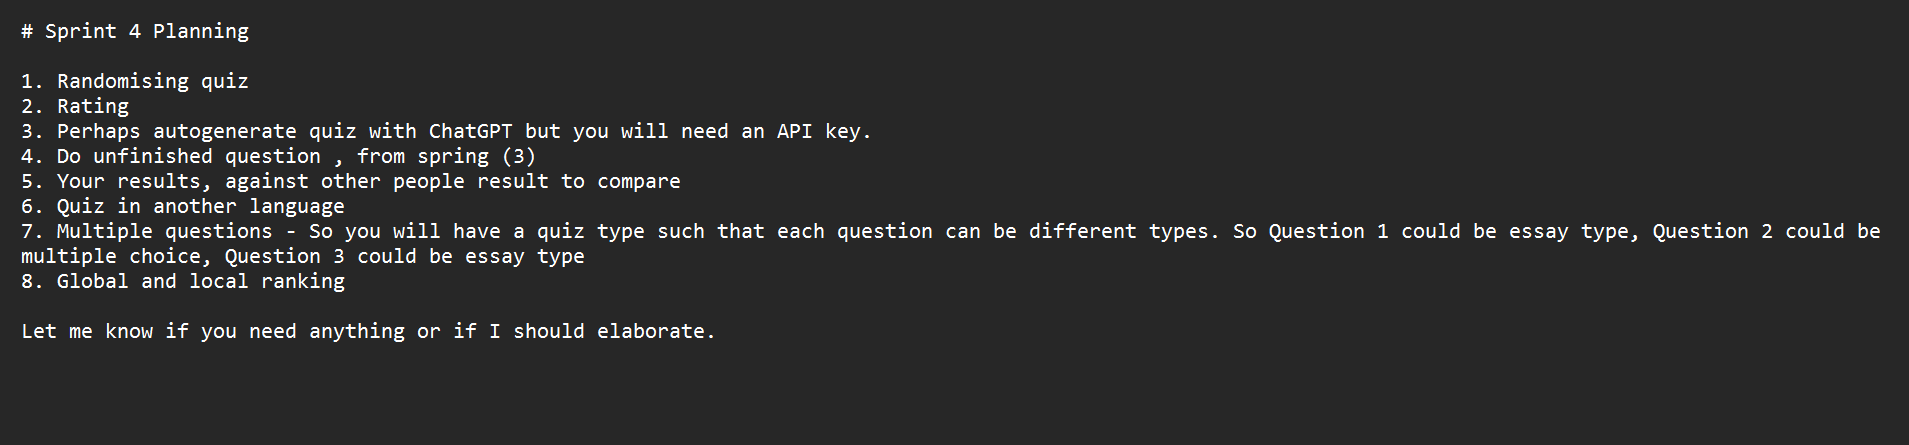 # Sprint 4 Planning
1. Randomising quiz
2. Rating
3. Perhaps autogenerate quiz with ChatGPT but you will need an API key.
4. Do unfinished question , from spring (3)
5. Your results, against other people result to compare
6. Quiz in another language
7. Multiple questions - So you will have a quiz type such that each question can be different types. So Question 1 could be essay type, Question 2 could be
multiple choice, Question 3 could be essay type
8. Global and local ranking
Let me know if you need anything or if I should elaborate.